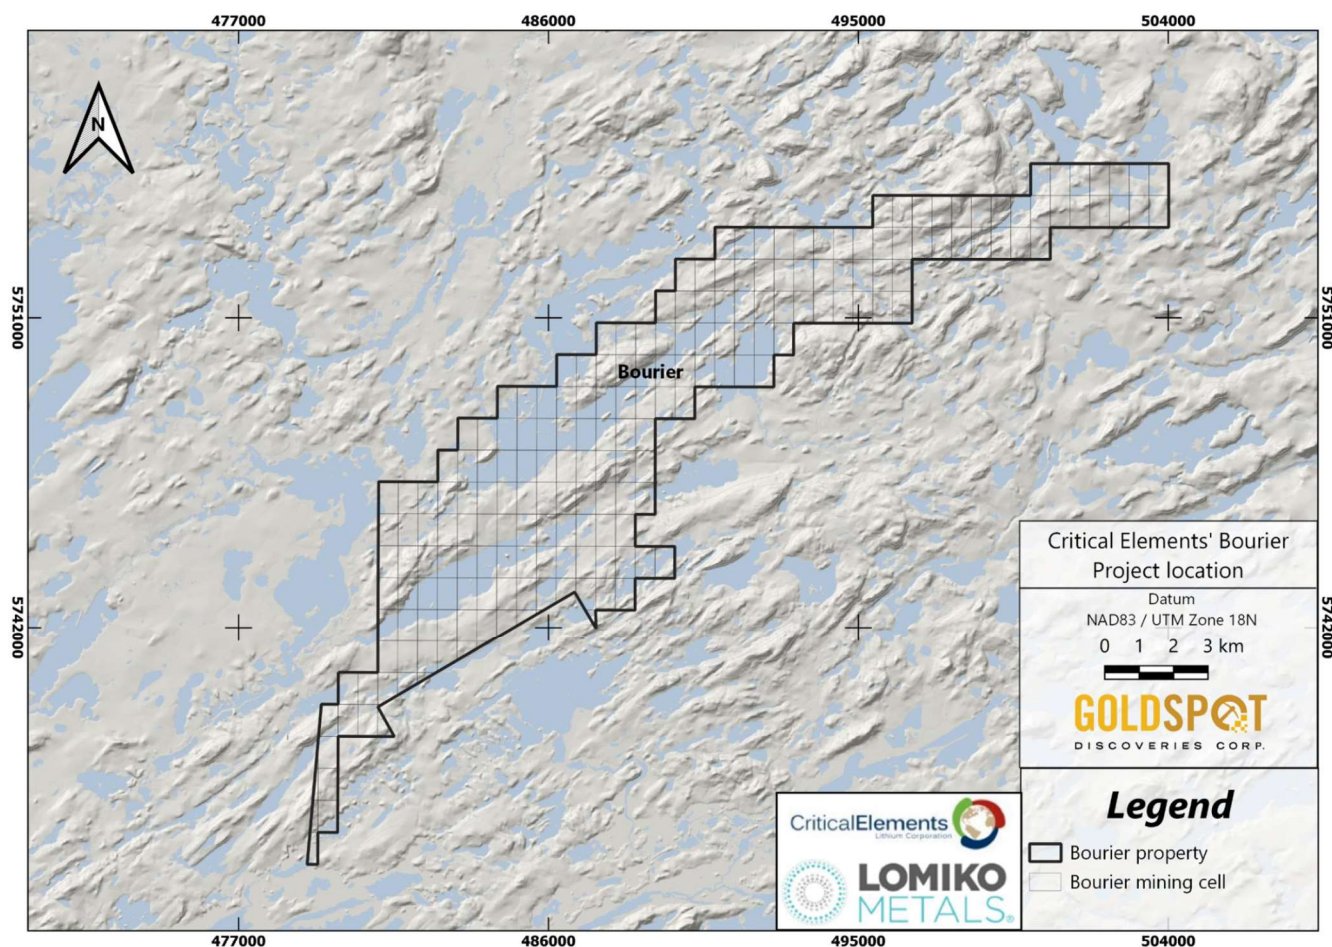 477000 486000 495000 504000
N
5751000 5751000
Bourier
5742000 5742000
Critical Elements' Bourier
Project location
Datum
NAD83 / UTM Zone 18N
0 1 2 3 km
GOLDSPOT
DISCOVERIES CORP.
CriticalElements
Lithium Corporation
LOMIKO
METALS®
Legend
Bourier property
Bourier mining cell
477000 486000 495000 504000